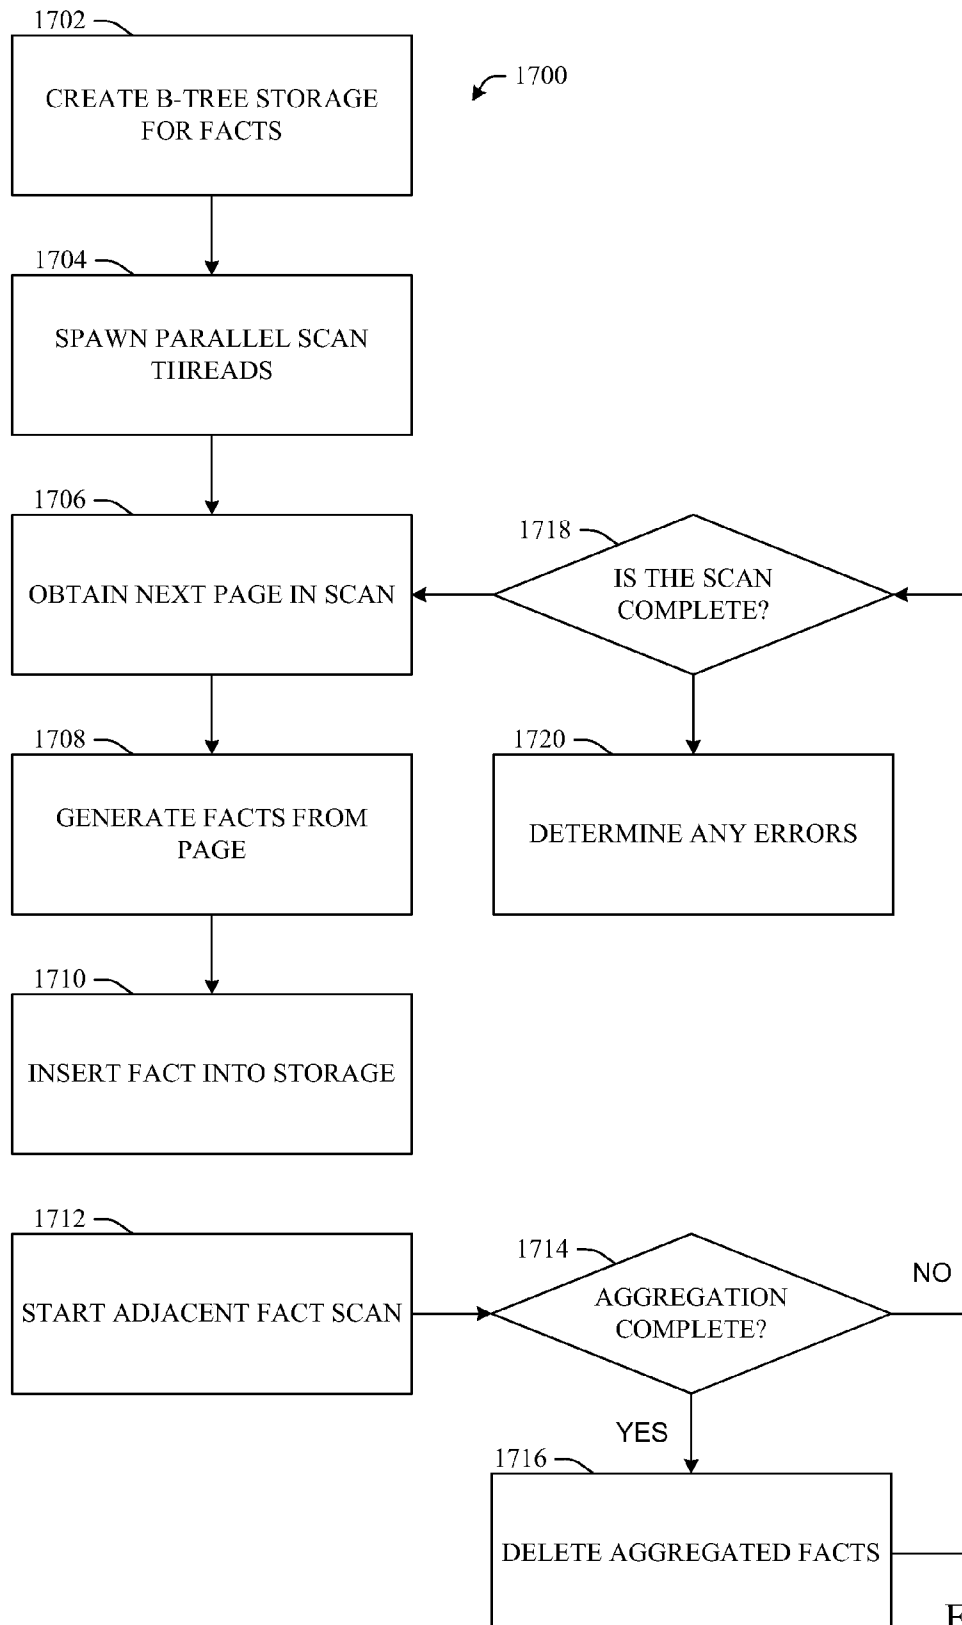 1702
CREATE B-TREE STORAGE
FOR FACTS
1700
1704
SPAWN PARALLEL SCAN
THREADS
1706
OBTAIN NEXT PAGE IN SCAN
1718
IS THE SCAN
COMPLETE?
1708
GENERATE FACTS FROM
PAGE
1720
DETERMINE ANY ERRORS
1710
INSERT FACT INTO STORAGE
1712
START ADJACENT FACT SCAN
1714
AGGREGATION
COMPLETE?
NO
YES
1716
DELETE AGGREGATED FACTS